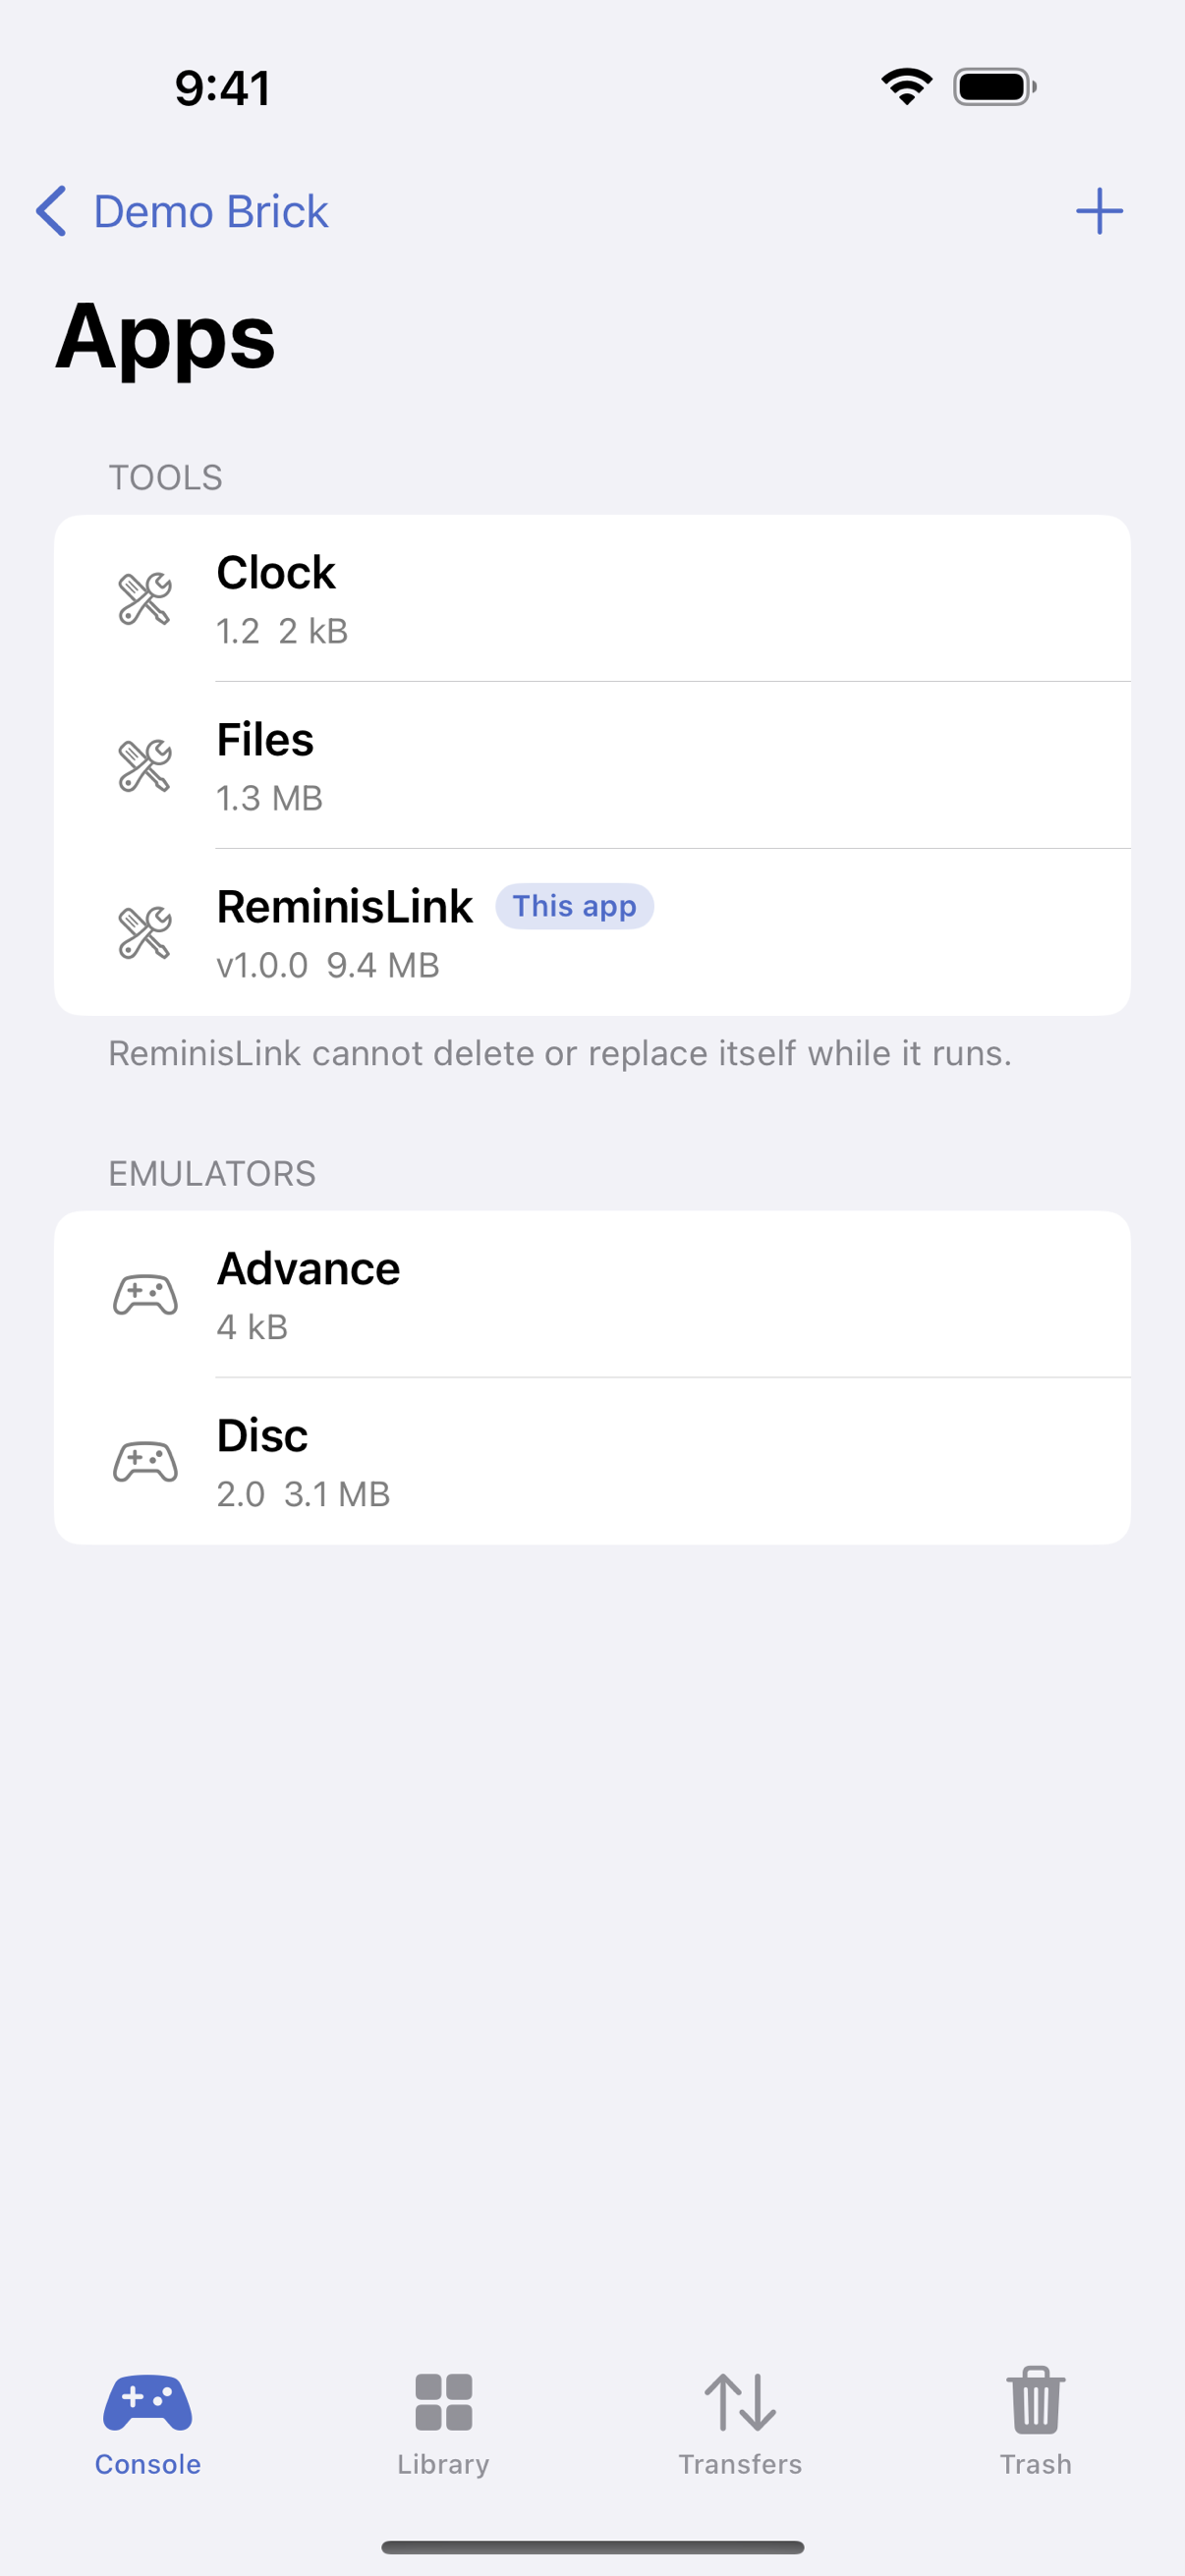 9:41
Demo Brick
Apps
TOOLS
Clock
1.2 2 kB
Files
1.3 MB
ReminisLink This app
v1.0.0 9.4 MB
ReminisLink cannot delete or replace itself while it runs.
EMULATORS
Advance
4 kB
Disc
2.0 3.1 MB
Console Library Transfers Trash